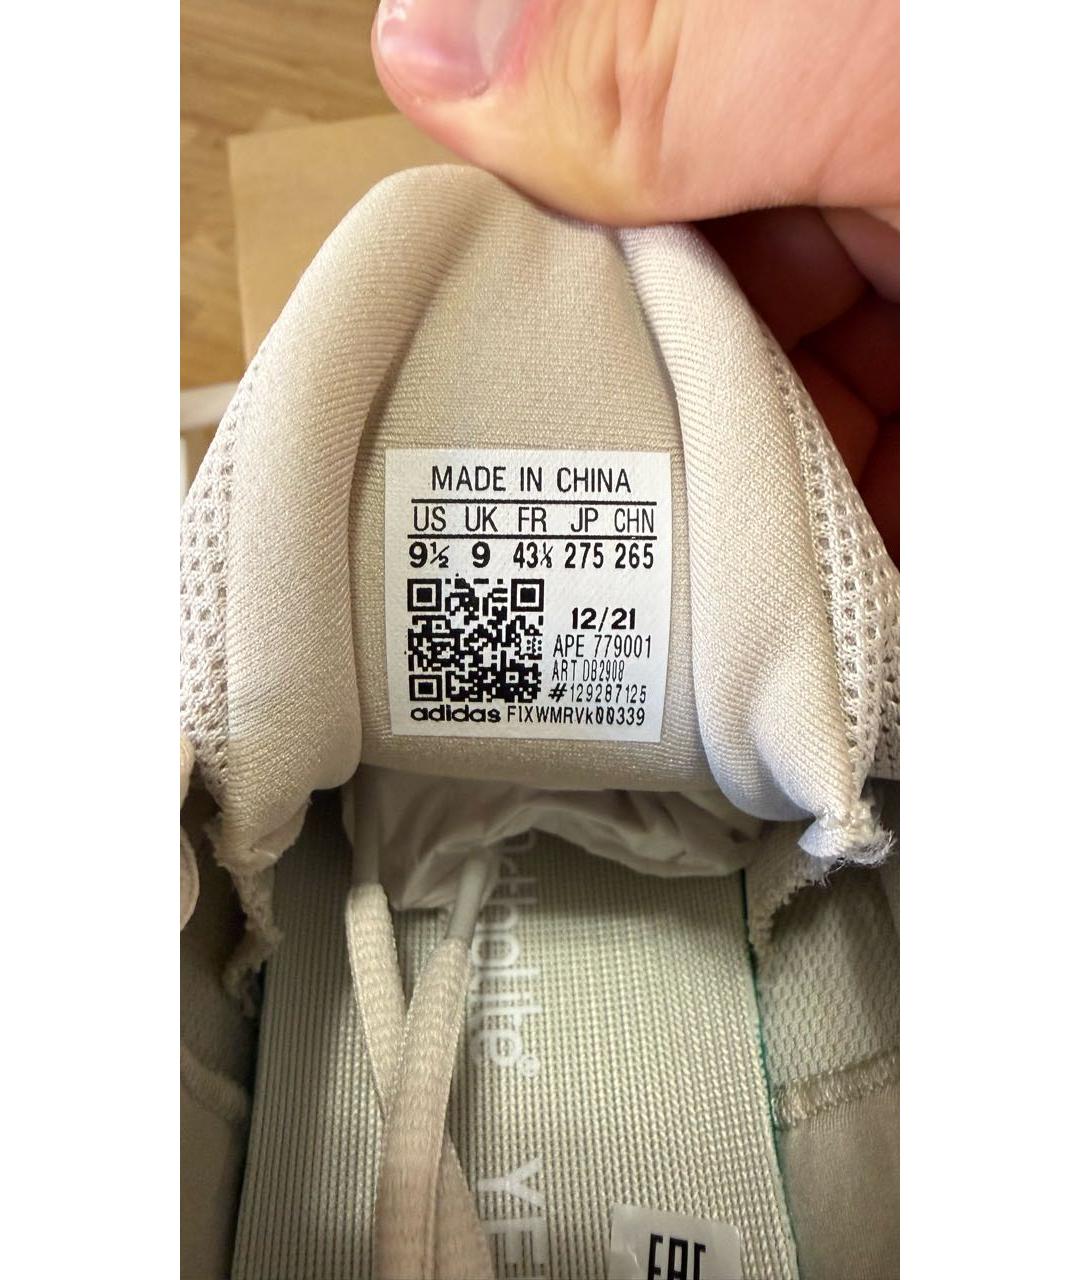 MADE IN CHINA
US UK FR JP CHN
9½ 9 43⅓ 275 265
12/21
APE 779001
ART DB2908
#129287125
adidas FIXWMRVk00339
YE
EAC